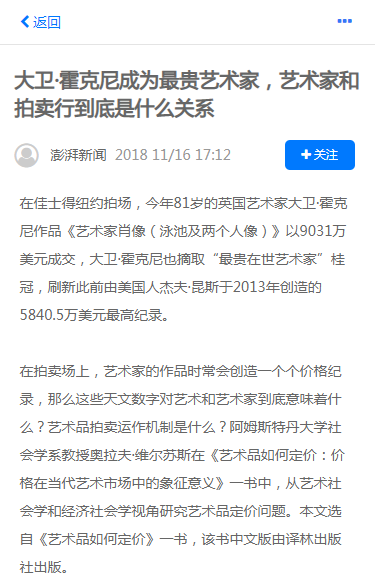 返回
大卫·霍克尼成为最贵艺术家，艺术家和
拍卖行到底是什么关系
澎湃新闻 2018 11/16 17:12
关注
在佳士得纽约拍场，今年81岁的英国艺术家大卫·霍克
尼作品《艺术家肖像（泳池及两个人像）》以9031万
美元成交，大卫·霍克尼也摘取“最贵在世艺术家”桂
冠，刷新此前由美国人杰夫·昆斯于2013年创造的
5840.5万美元最高纪录。
在拍卖场上，艺术家的作品时常会创造一个个价格纪
录，那么这些天文数字对艺术和艺术家到底意味着什
么？艺术品拍卖运作机制是什么？阿姆斯特丹大学社
会学系教授奥拉夫·维尔苏斯在《艺术品如何定价：价
格在当代艺术市场中的象征意义》一书中，从艺术社
会学和经济社会学视角研究艺术品定价问题。本文选
自《艺术品如何定价》一书，该书中文版由译林出版
社出版。